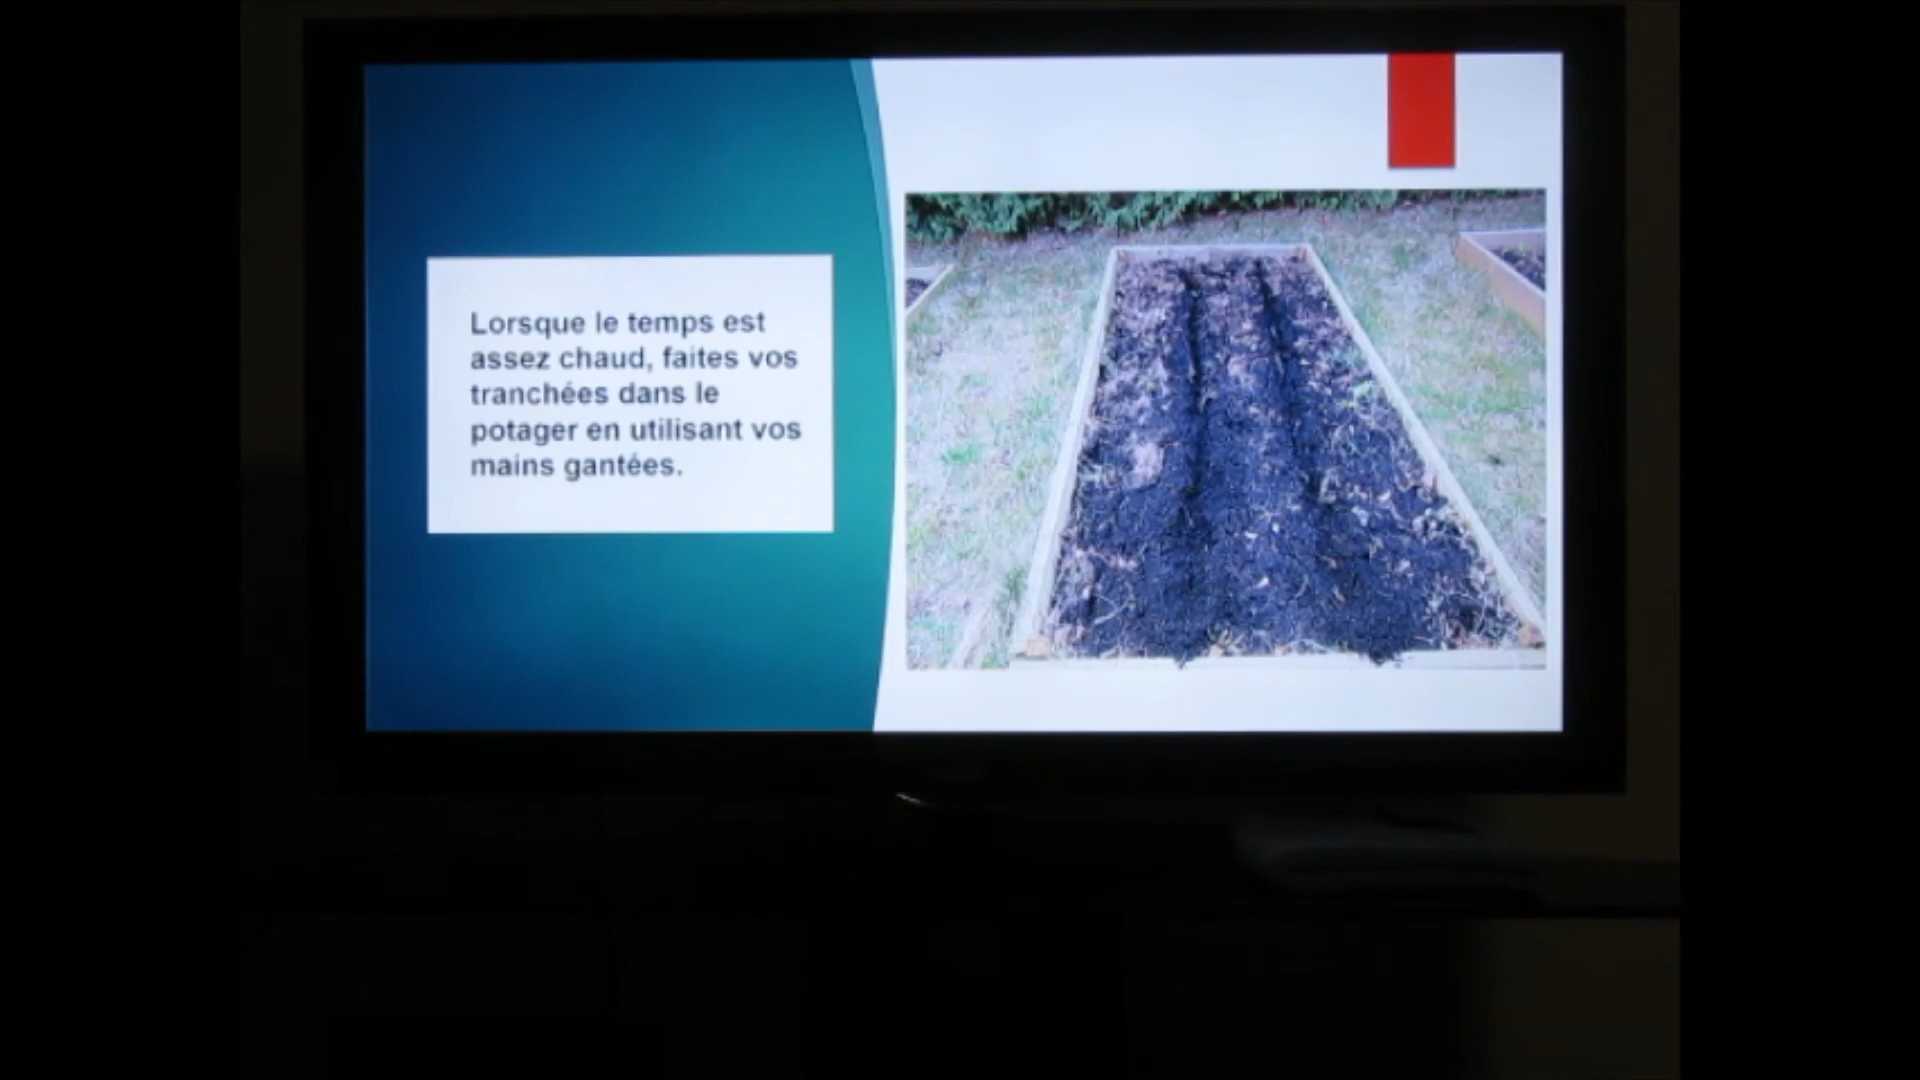 Lorsque le temps est
assez chaud, faites vos
tranchées dans le
potager en utilisant vos
mains gantées.